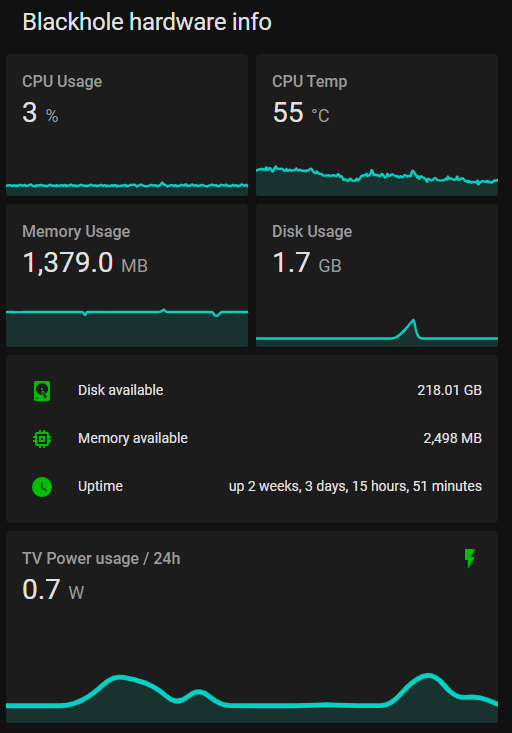 Blackhole hardware info
CPU Usage
3 %
CPU Temp
55 °C
Memory Usage
1,379.0 MB
Disk Usage
1.7 GB
Disk available 218.01 GB
Memory available 2,498 MB
Uptime up 2 weeks, 3 days, 15 hours, 51 minutes
TV Power usage / 24h
0.7 W